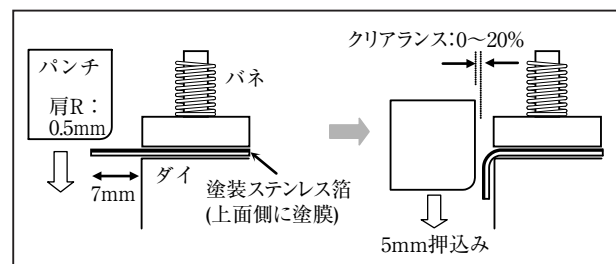 パンチ
肩R：
0.5mm
バネ
7mm
ダイ
塗装ステンレス箔
(上面側に塗膜)
クリアランス：0～20%
5mm押込み